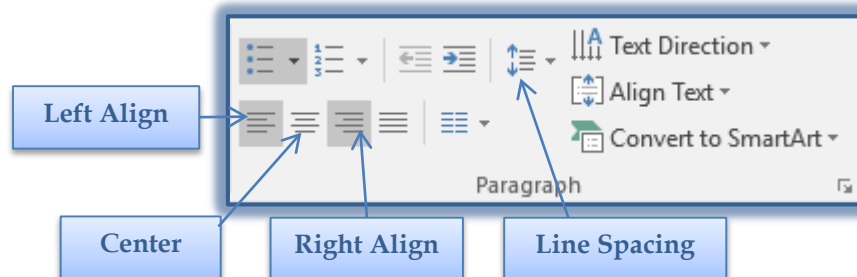 Text Direction
Align Text
Convert to SmartArt
Paragraph
Left Align
Center
Right Align
Line Spacing